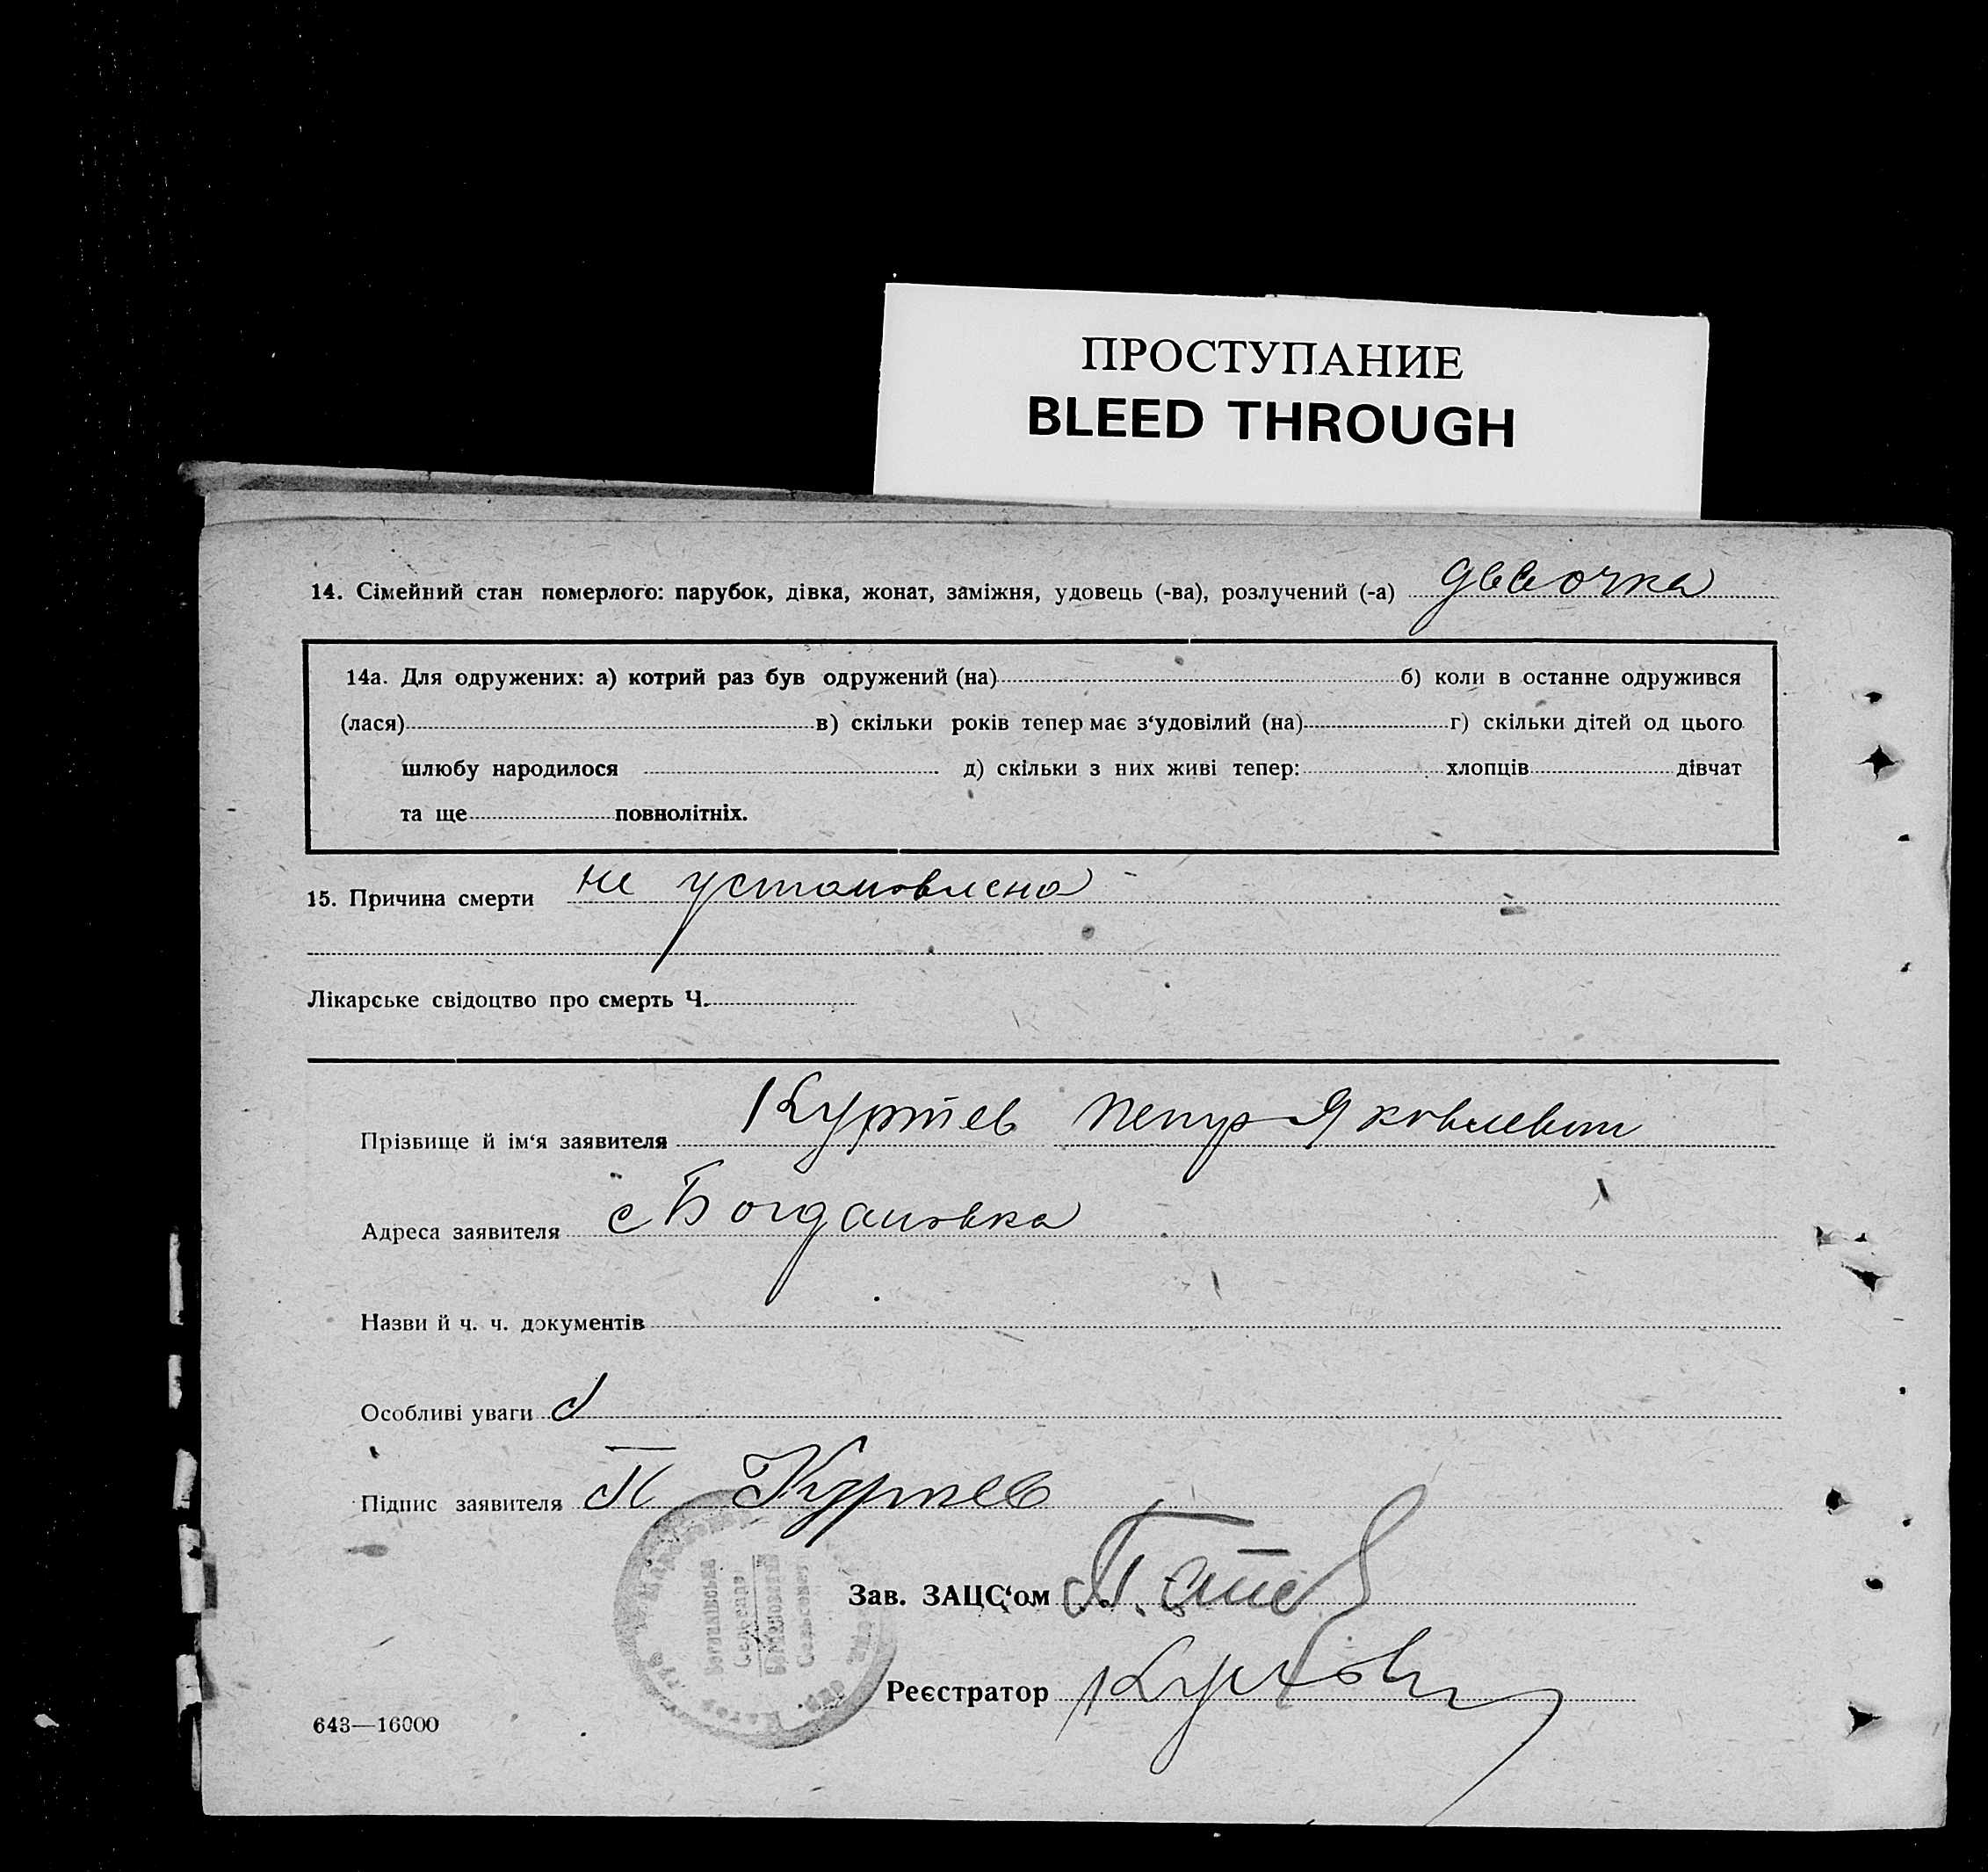 ПРОСТУПАНИЕ
BLEED THROUGH
14. Сімейний стан померлого: парубок, дівка, жонат, заміжня, удовець (-ва), розлучений (-а) девочка
14а. Для одружених: а) котрий раз був одружений (на) б) коли в останнє одружився
(лася) в) скільки років тепер має з‘удовілий (на) г) скільки дітей од цього
шлюбу народилося д) скільки з них живі тепер: хлопців дівчат
та ще повнолітніх.
15. Причина смерти не установлено
Лікарське свідоцтво про смерть Ч.
Прізвище й ім‘я заявителя Куртев Петр Яковлевич
Адреса заявителя с Богдановка
Назви й ч. ч. документів
Особливі уваги
Підпис заявителя П Куртев
Зав. ЗАЦС‘ом
Реєстратор
643—16000